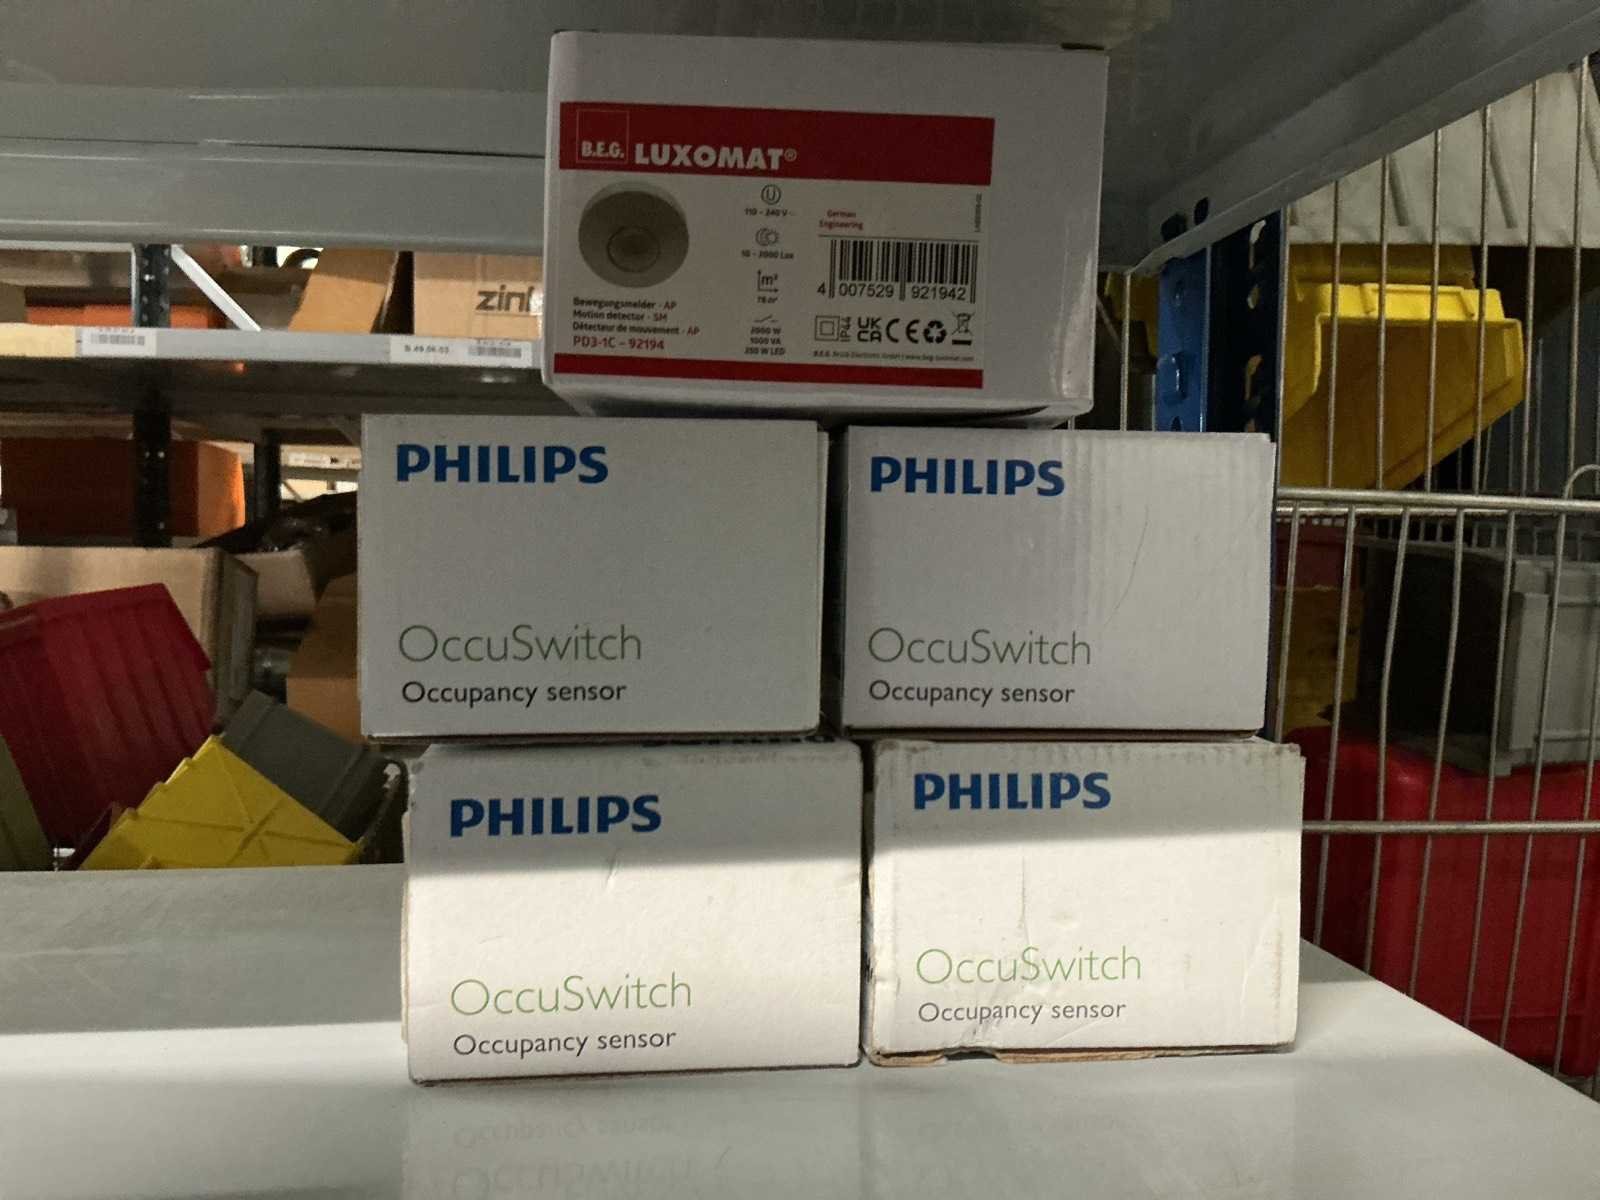 B.E.G. LUXOMAT®
110 - 240 V ~
10 - 2000 Lux
m²
Bewegungsmelder - AP
Motion detector - SM
Détecteur de mouvement - AP
PD3-1C – 92194
2000 W
1000 VA
250 W LED
German
Engineering
4 007529 921942
IP44 UK CA CE
zinl
PHILIPS
OccuSwitch
Occupancy sensor
PHILIPS
OccuSwitch
Occupancy sensor
PHILIPS
OccuSwitch
Occupancy sensor
PHILIPS
OccuSwitch
Occupancy sensor